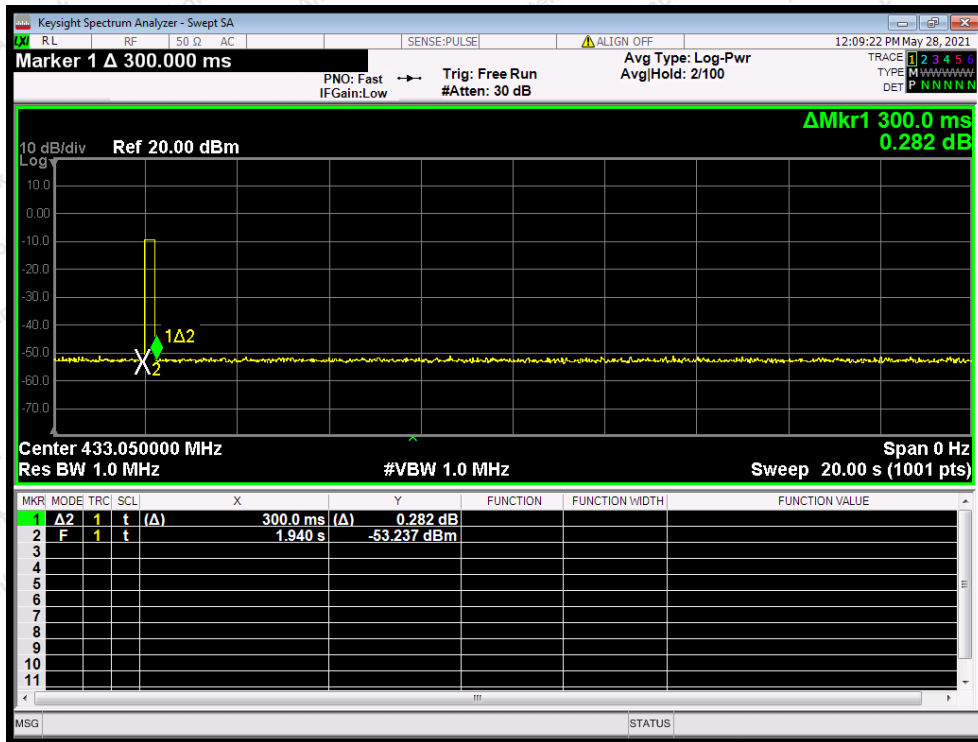 Keysight Spectrum Analyzer - Swept SA
LXI RL RF 50 Ω AC SENSE:PULSE ALIGN OFF 12:09:22 PM May 28, 2021
Marker 1 Δ 300.000 ms
PNO: Fast Trig: Free Run Avg Type: Log-Pwr TRACE 1 2 3 4 5 6
IFGain:Low #Atten: 30 dB Avg|Hold: 2/100 TYPE M W W W W W
DET P N N N N N
ΔMkr1 300.0 ms
10 dB/div Ref 20.00 dBm 0.282 dB
Log
10.0
0.00
-10.0
-20.0
-30.0
-40.0
1Δ2
-50.0
X2
-60.0
-70.0
Center 433.050000 MHz Span 0 Hz
Res BW 1.0 MHz #VBW 1.0 MHz Sweep 20.00 s (1001 pts)
MKR MODE TRC SCL X Y FUNCTION FUNCTION WIDTH FUNCTION VALUE
1 Δ2 1 t (Δ) 300.0 ms (Δ) 0.282 dB
2 F 1 t 1.940 s -53.237 dBm
3
4
5
6
7
8
9
10
11
MSG STATUS